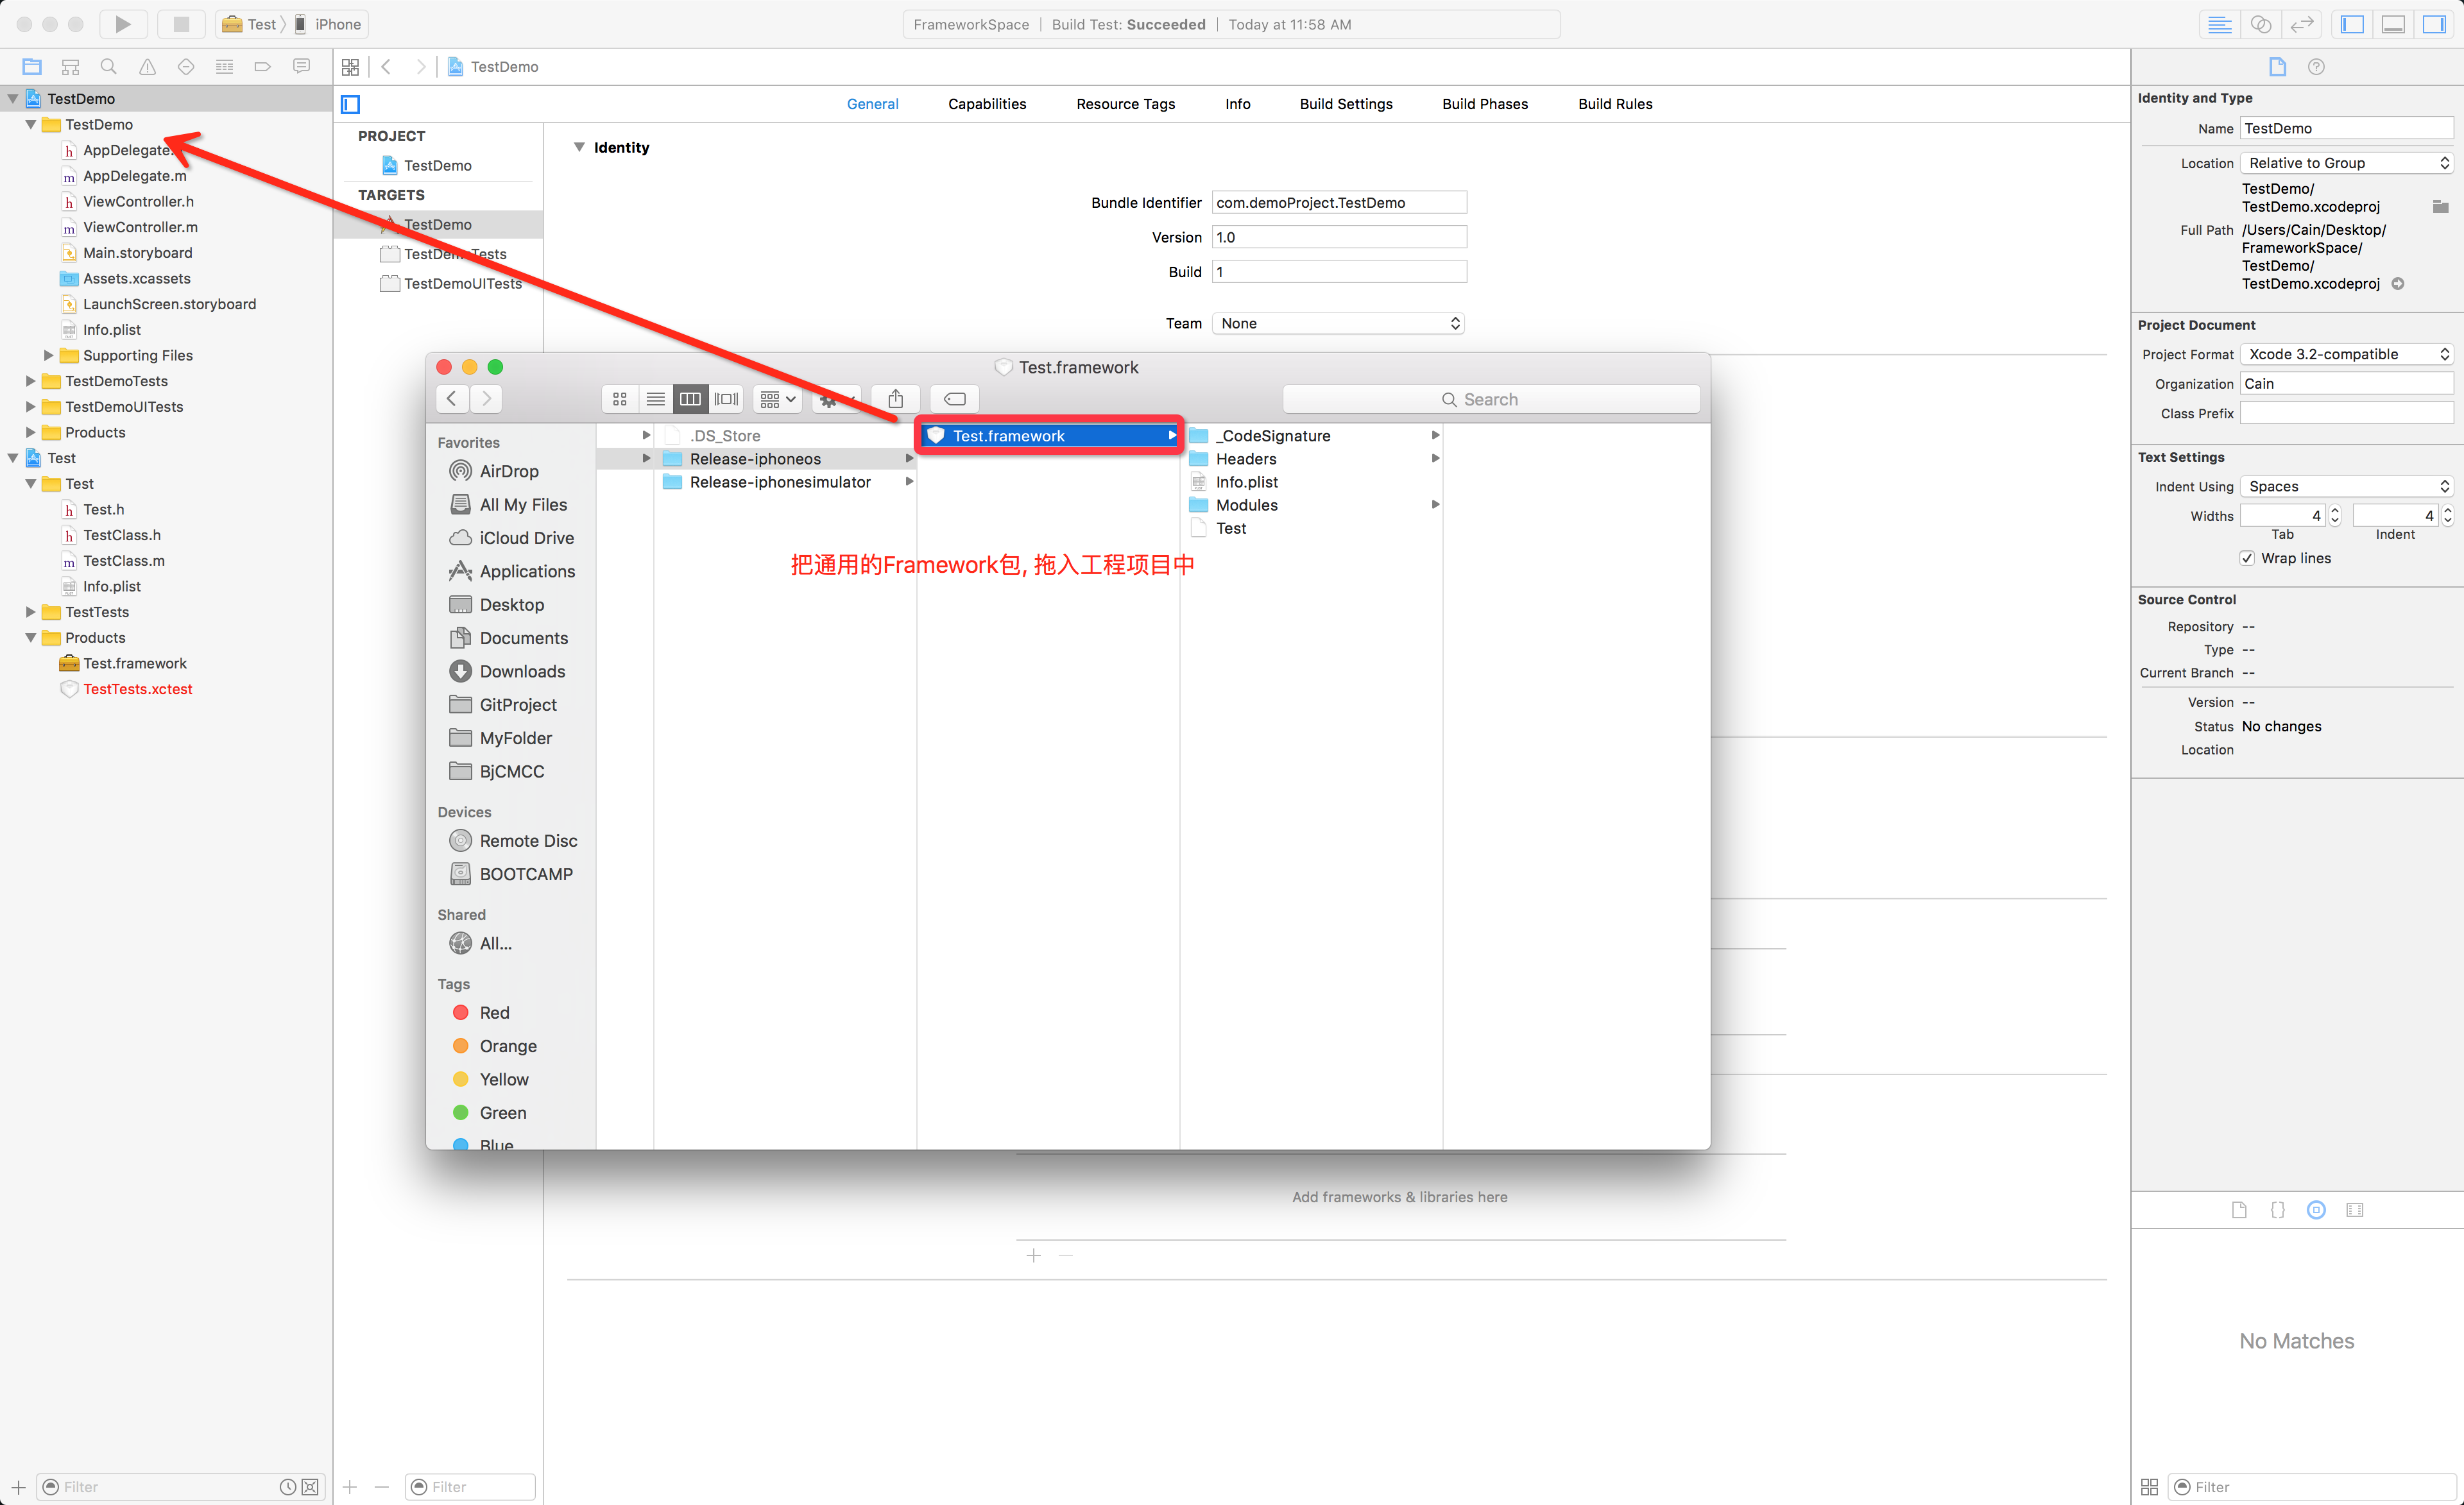 Test 〉 iPhone
FrameworkSpace | Build Test: Succeeded | Today at 11:58 AM
TestDemo
TestDemo
TestDemo
AppDelegate.
AppDelegate.m
ViewController.h
ViewController.m
Main.storyboard
Assets.xcassets
LaunchScreen.storyboard
Info.plist
Supporting Files
TestDemoTests
TestDemoUITests
Products
Test
Test
Test.h
TestClass.h
TestClass.m
Info.plist
TestTests
Products
Test.framework
TestTests.xctest
Filter
General Capabilities Resource Tags Info Build Settings Build Phases Build Rules
PROJECT
TestDemo
TARGETS
TestDemo
TestDemoTests
TestDemoUITests
Filter
Identity
Bundle Identifier com.demoProject.TestDemo
Version 1.0
Build 1
Team None
Test.framework
Search
Favorites
AirDrop
All My Files
iCloud Drive
Applications
Desktop
Documents
Downloads
GitProject
MyFolder
BjCMCC
Devices
Remote Disc
BOOTCAMP
Shared
All...
Tags
Red
Orange
Yellow
Green
Blue
.DS_Store
Release-iphoneos
Release-iphonesimulator
Test.framework
_CodeSignature
Headers
Info.plist
Modules
Test
把通用的Framework包, 拖入工程项目中
Add frameworks & libraries here
Identity and Type
Name TestDemo
Location Relative to Group
TestDemo/
TestDemo.xcodeproj
Full Path /Users/Cain/Desktop/
FrameworkSpace/
TestDemo/
TestDemo.xcodeproj
Project Document
Project Format Xcode 3.2-compatible
Organization Cain
Class Prefix
Text Settings
Indent Using Spaces
Widths 4 4
Tab Indent
Wrap lines
Source Control
Repository --
Type --
Current Branch --
Version --
Status No changes
Location
No Matches
Filter